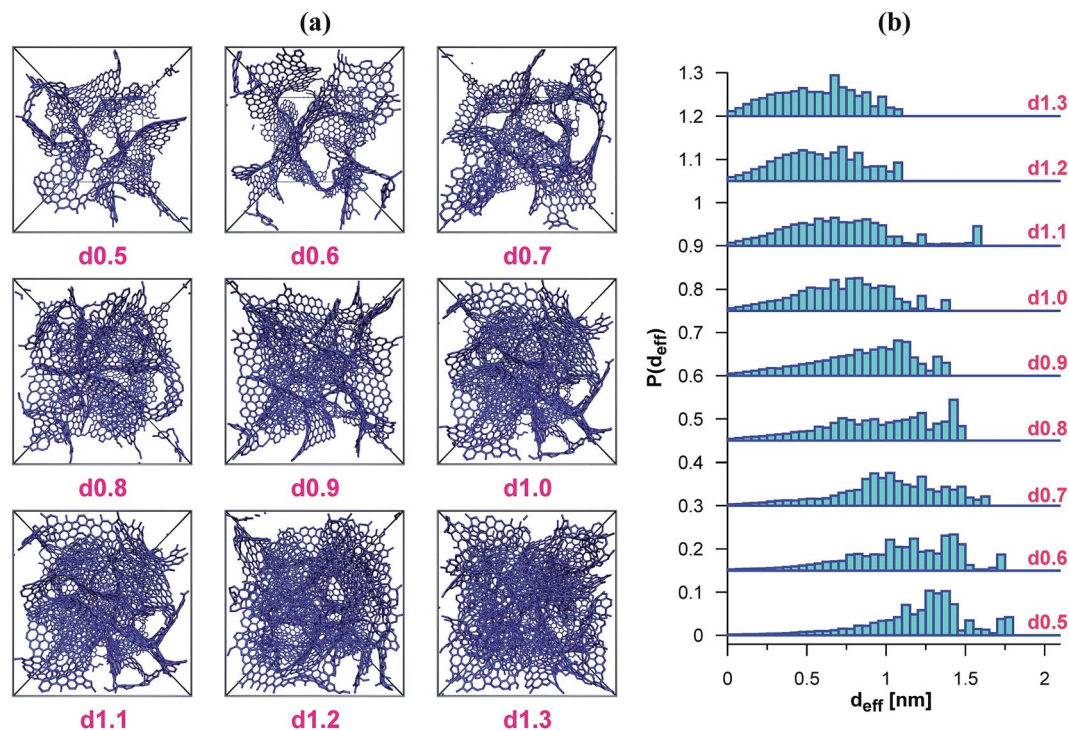 (a)
d0.5 d0.6 d0.7
d0.8 d0.9 d1.0
d1.1 d1.2 d1.3
(b)
1.3
d1.3
1.2
1.1
d1.2
1
d1.1
0.9
0.8
d1.0
0.7
d0.9
0.6
0.5
d0.8
0.4
d0.7
0.3
0.2
d0.6
0.1
d0.5
0
P(deff)
0 0.5 1 1.5 2
deff [nm]